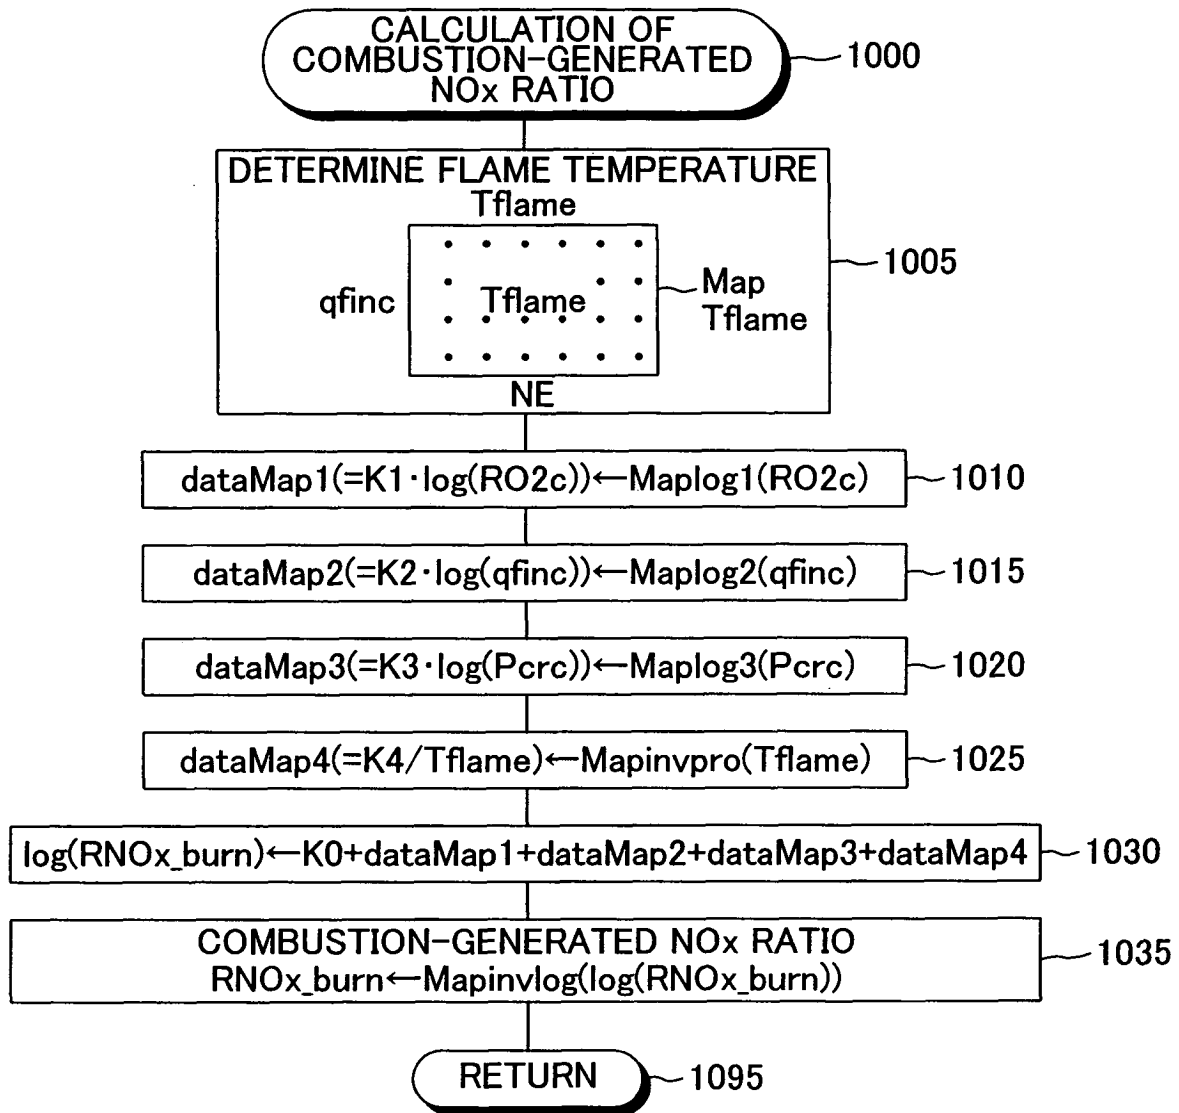 CALCULATION OF
COMBUSTION-GENERATED
NOx RATIO
1000
DETERMINE FLAME TEMPERATURE
Tflame
qfinc
Tflame
Map
Tflame
NE
1005
dataMap1(=K1·log(RO2c))←Maplog1(RO2c)
1010
dataMap2(=K2·log(qfinc))←Maplog2(qfinc)
1015
dataMap3(=K3·log(Pcrc))←Maplog3(Pcrc)
1020
dataMap4(=K4/Tflame)←Mapinvpro(Tflame)
1025
log(RNOx_burn)←K0+dataMap1+dataMap2+dataMap3+dataMap4
1030
COMBUSTION-GENERATED NOx RATIO
RNOx_burn←Mapinvlog(log(RNOx_burn))
1035
RETURN
1095